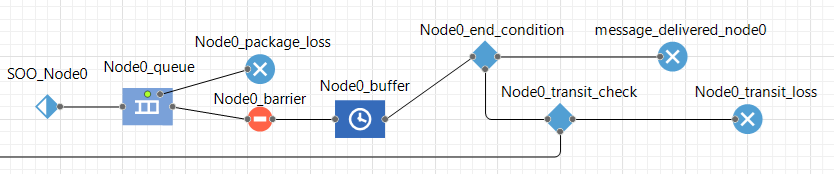 Node0_end_condition
message_delivered_node0
Node0_package_loss
SOO_Node0
Node0_queue
Node0_buffer
Node0_barrier
Node0_transit_check
Node0_transit_loss